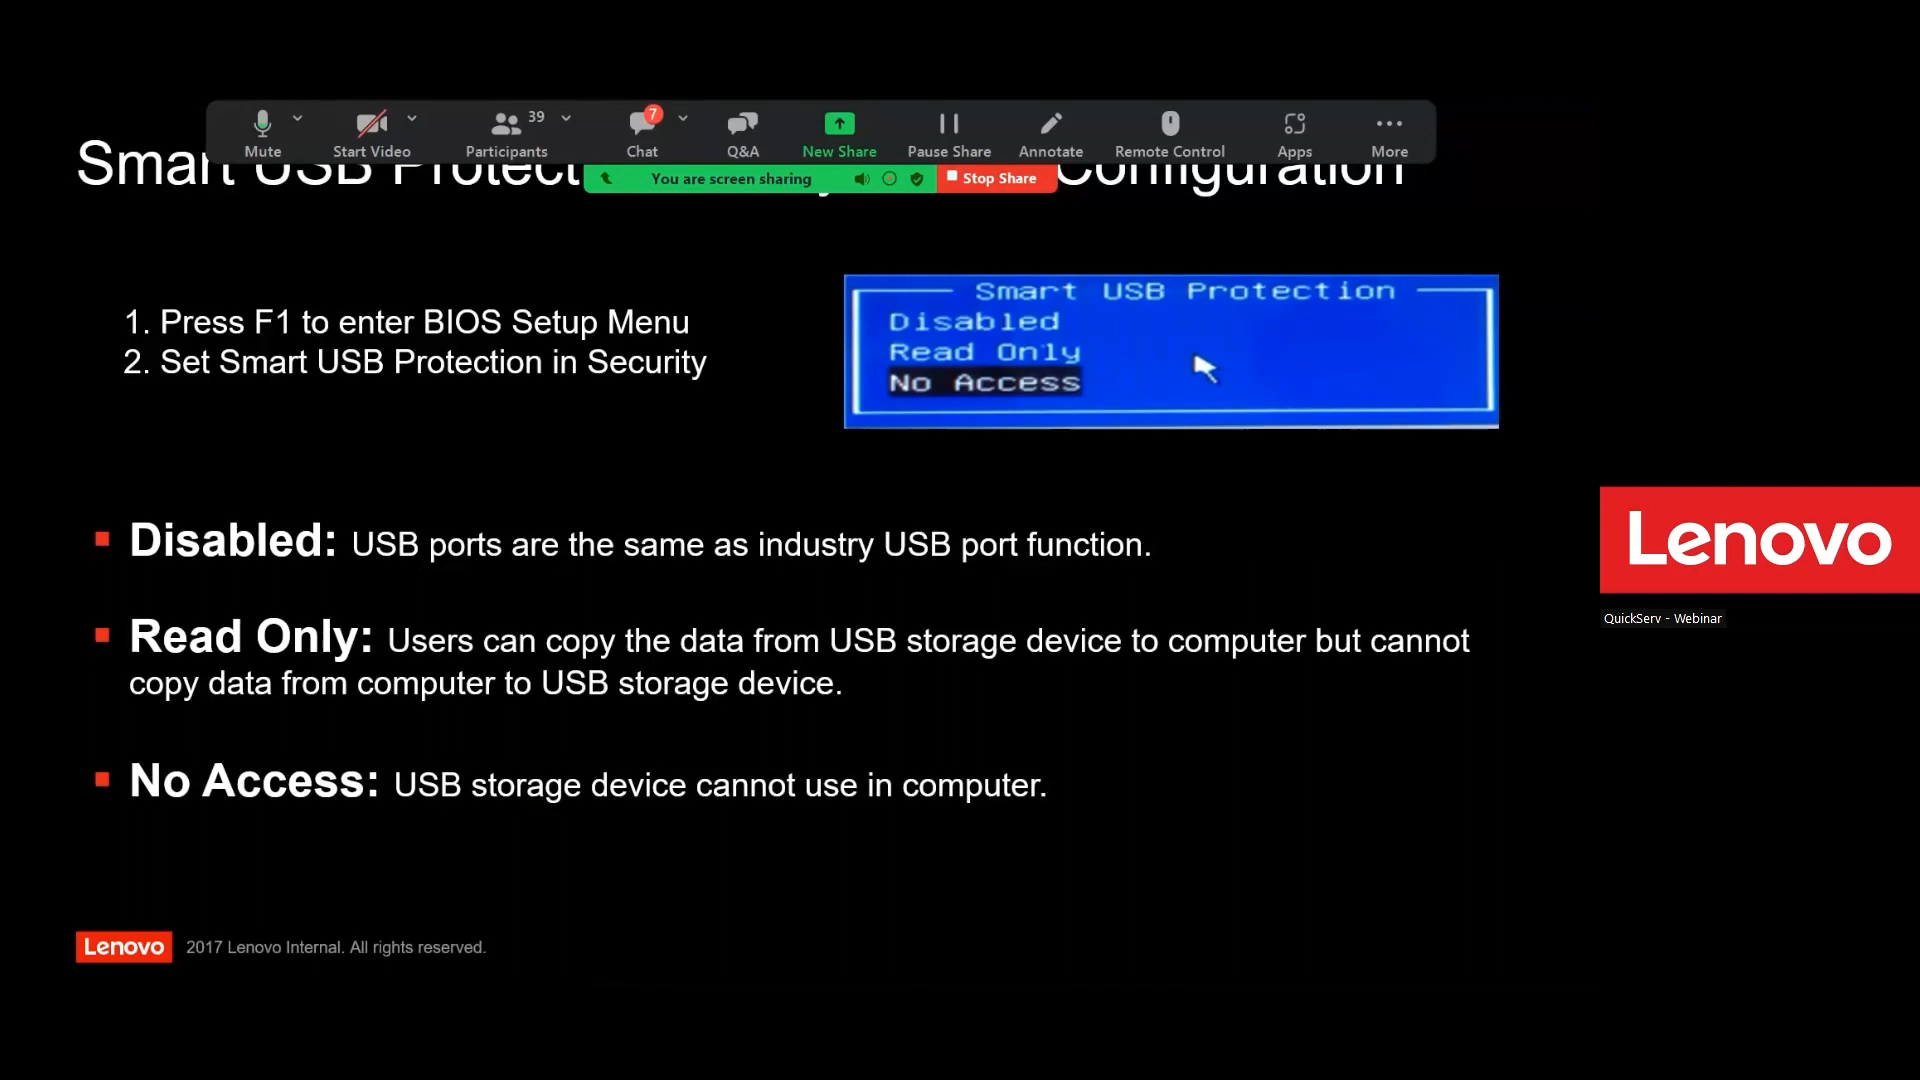 39
7
Mute
Start Video
Participants
Chat
Q&A
New Share
Pause Share
Annotate
Remote Control
Apps
More
You are screen sharing
Stop Share
Smart USB Protect Configuration
1. Press F1 to enter BIOS Setup Menu
2. Set Smart USB Protection in Security
Smart USB Protection
Disabled
Read Only
No Access
Disabled: USB ports are the same as industry USB port function.
Read Only: Users can copy the data from USB storage device to computer but cannot
copy data from computer to USB storage device.
No Access: USB storage device cannot use in computer.
Lenovo
QuickServ - Webinar
Lenovo 2017 Lenovo Internal. All rights reserved.